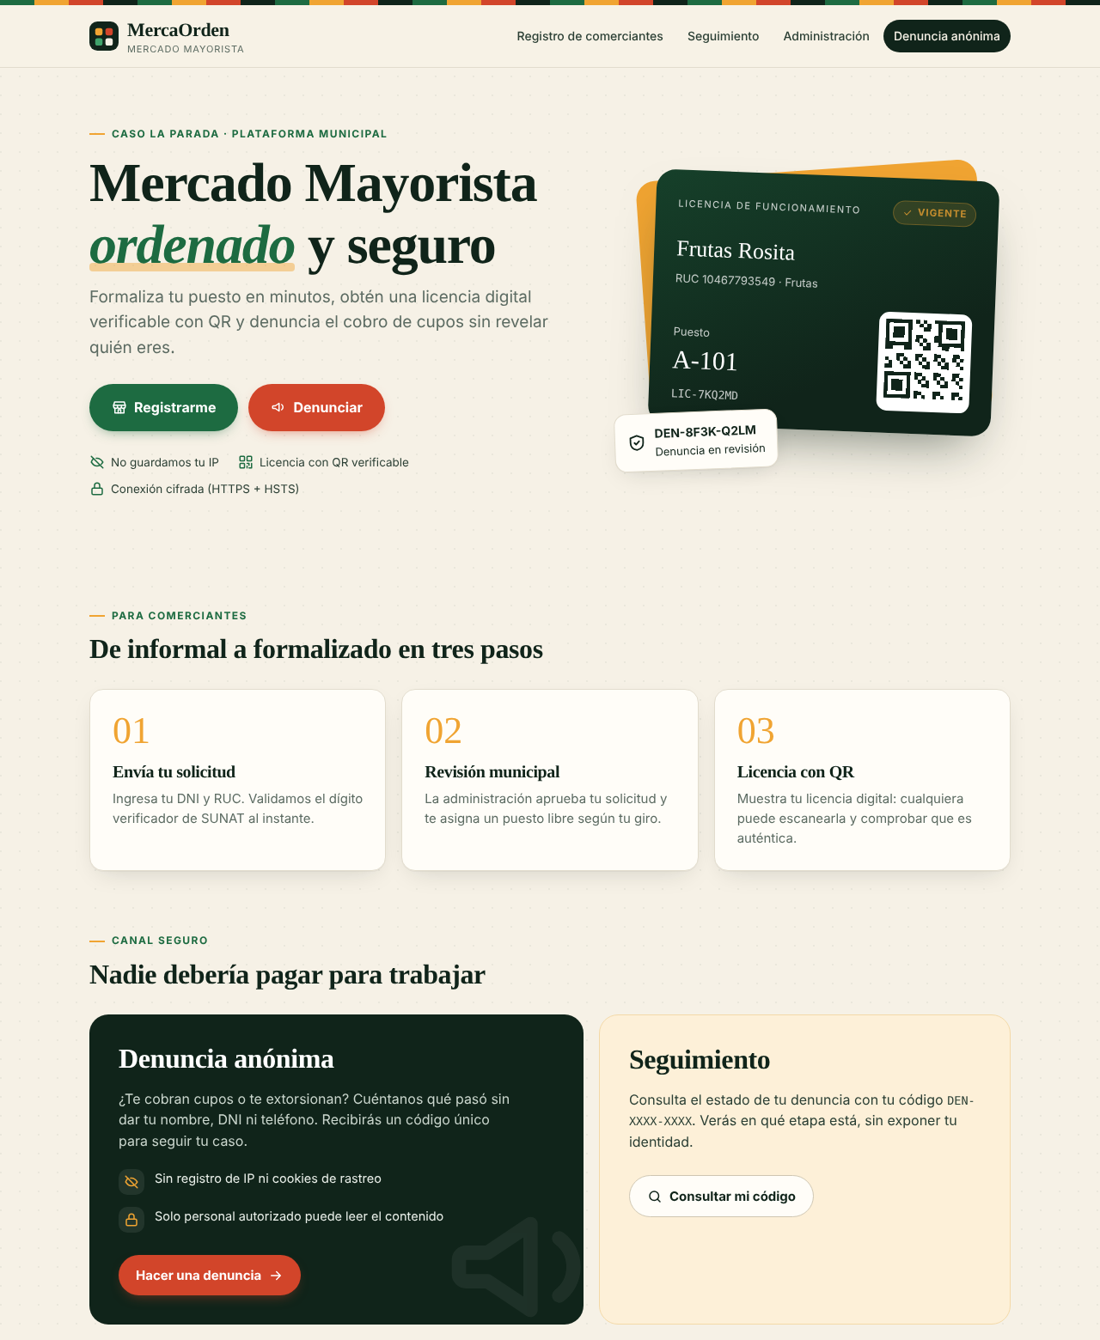 MercaOrden
MERCADO MAYORISTA
Registro de comerciantes
Seguimiento
Administración
Denuncia anónima
CASO LA PARADA · PLATAFORMA MUNICIPAL
Mercado Mayorista
ordenado y seguro
Formaliza tu puesto en minutos, obtén una licencia digital
verificable con QR y denuncia el cobro de cupos sin revelar
quién eres.
Registrarme
Denunciar
No guardamos tu IP
Licencia con QR verificable
Conexión cifrada (HTTPS + HSTS)
LICENCIA DE FUNCIONAMIENTO
VIGENTE
Frutas Rosita
RUC 10467793549 · Frutas
Puesto
A-101
LIC-7KQ2MD
DEN-8F3K-Q2LM
Denuncia en revisión
PARA COMERCIANTES
De informal a formalizado en tres pasos
01
Envía tu solicitud
Ingresa tu DNI y RUC. Validamos el dígito
verificador de SUNAT al instante.
02
Revisión municipal
La administración aprueba tu solicitud y
te asigna un puesto libre según tu giro.
03
Licencia con QR
Muestra tu licencia digital: cualquiera
puede escanearla y comprobar que es
auténtica.
CANAL SEGURO
Nadie debería pagar para trabajar
Denuncia anónima
¿Te cobran cupos o te extorsionan? Cuéntanos qué pasó sin
dar tu nombre, DNI ni teléfono. Recibirás un código único
para seguir tu caso.
Sin registro de IP ni cookies de rastreo
Solo personal autorizado puede leer el contenido
Hacer una denuncia
Seguimiento
Consulta el estado de tu denuncia con tu código DEN-
XXXX-XXXX. Verás en qué etapa está, sin exponer tu
identidad.
Consultar mi código